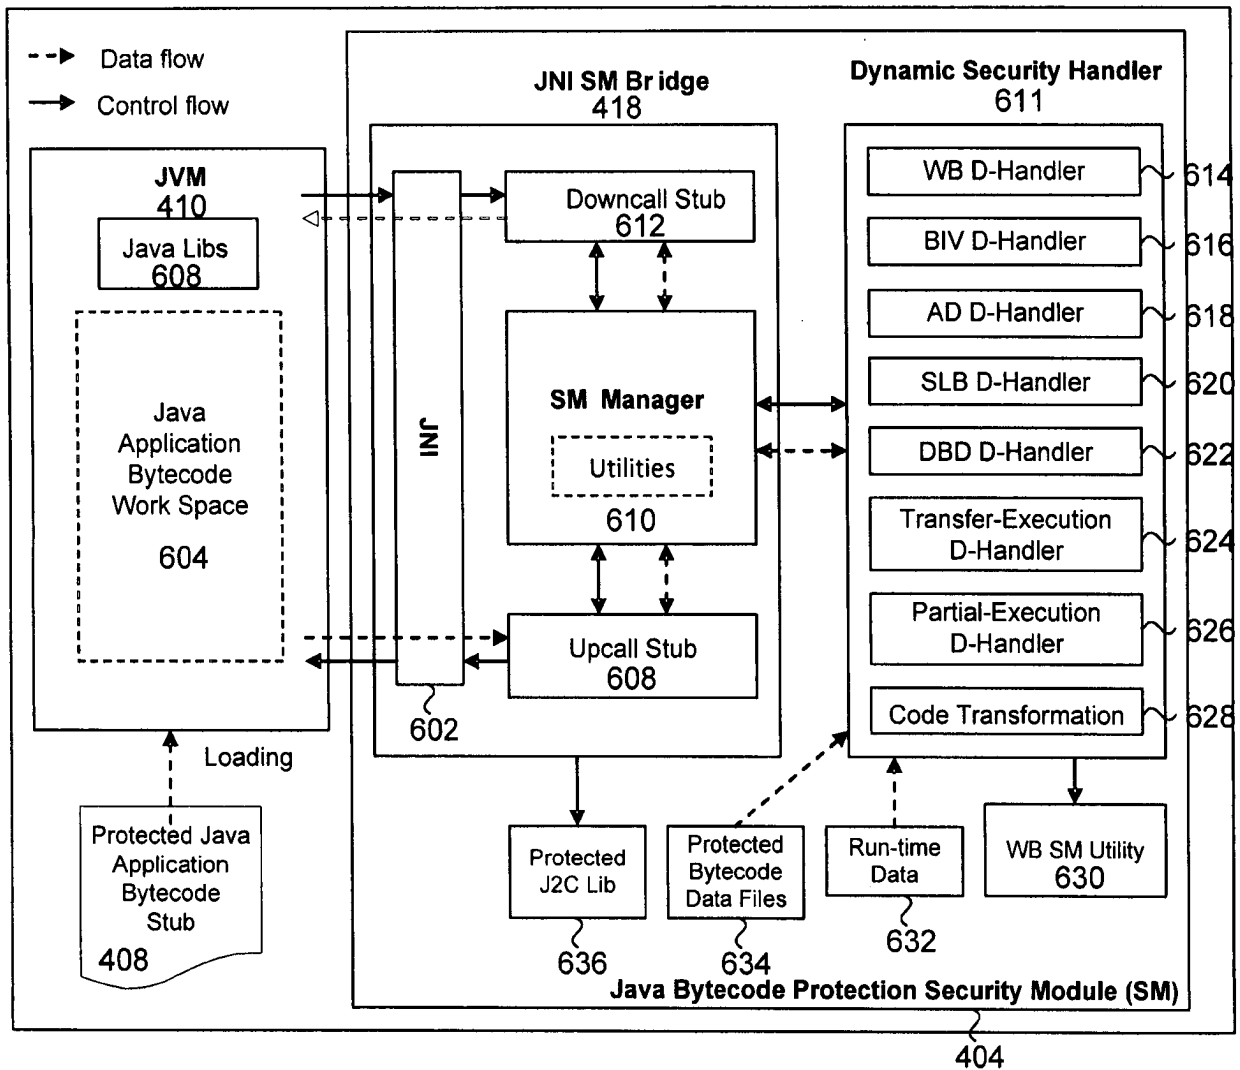 Data flow
Control flow
JVM
410
Java Libs
608
Java
Application
Bytecode
Work Space
604
Loading
Protected Java
Application
Bytecode
Stub
408
JNI SM Bridge
418
JNI
602
Downcall Stub
612
SM Manager
Utilities
610
Upcall Stub
608
Dynamic Security Handler
611
WB D-Handler
614
BIV D-Handler
616
AD D-Handler
618
SLB D-Handler
620
DBD D-Handler
622
Transfer-Execution
D-Handler
624
Partial-Execution
D-Handler
626
Code Transformation
628
Protected
J2C Lib
636
Protected
Bytecode
Data Files
634
Run-time
Data
632
WB SM Utility
630
Java Bytecode Protection Security Module (SM)
404